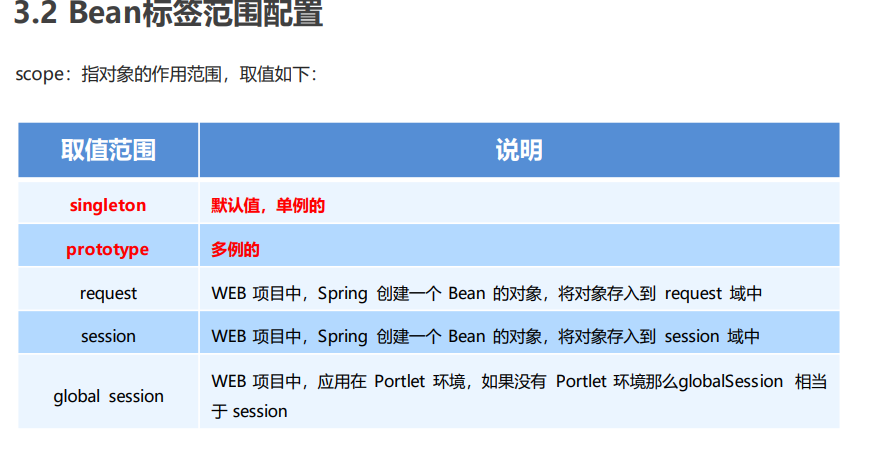 3.2 Bean标签范围配置
scope：指对象的作用范围，取值如下：
取值范围 说明
singleton 默认值，单例的
prototype 多例的
request WEB 项目中，Spring 创建一个 Bean 的对象，将对象存入到 request 域中
session WEB 项目中，Spring 创建一个 Bean 的对象，将对象存入到 session 域中
global session WEB 项目中，应用在 Portlet 环境，如果没有 Portlet 环境那么globalSession 相当
于 session